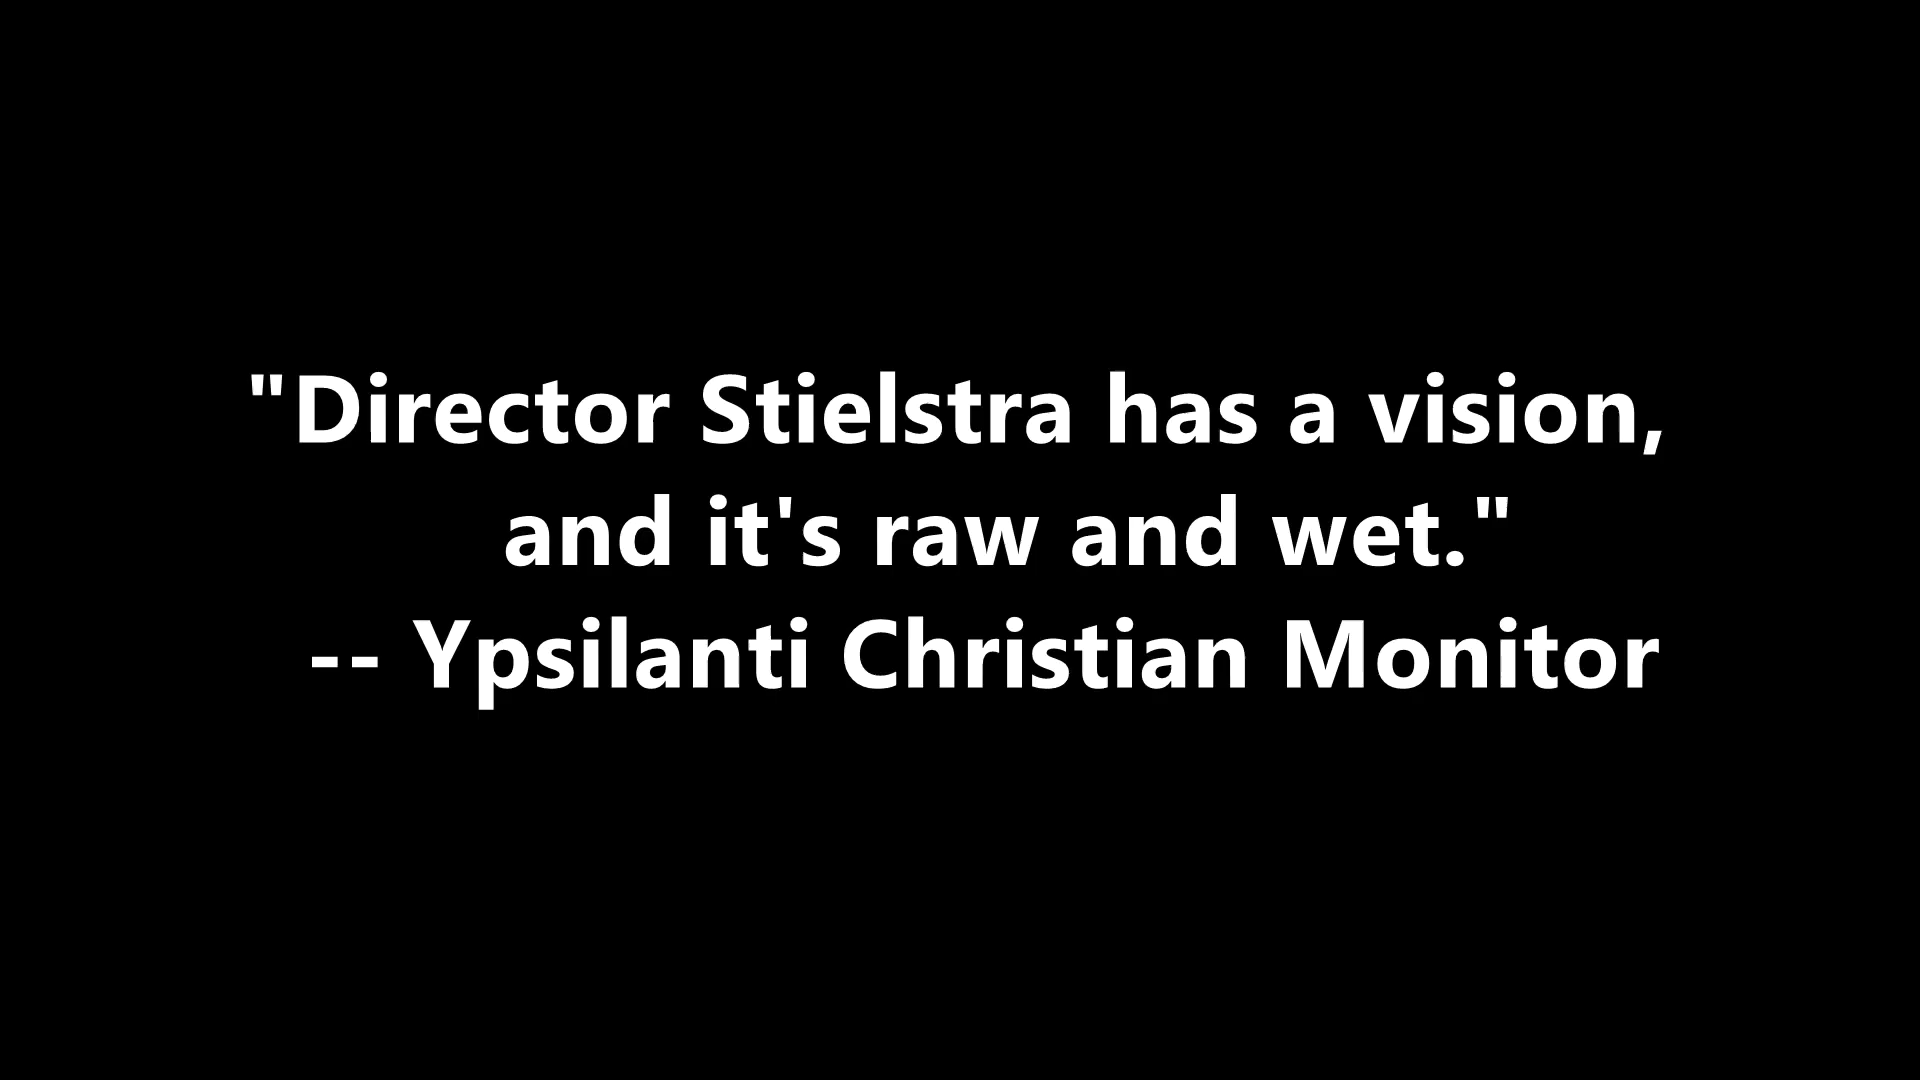 "Director Stielstra has a vision,
and it's raw and wet."
-- Ypsilanti Christian Monitor